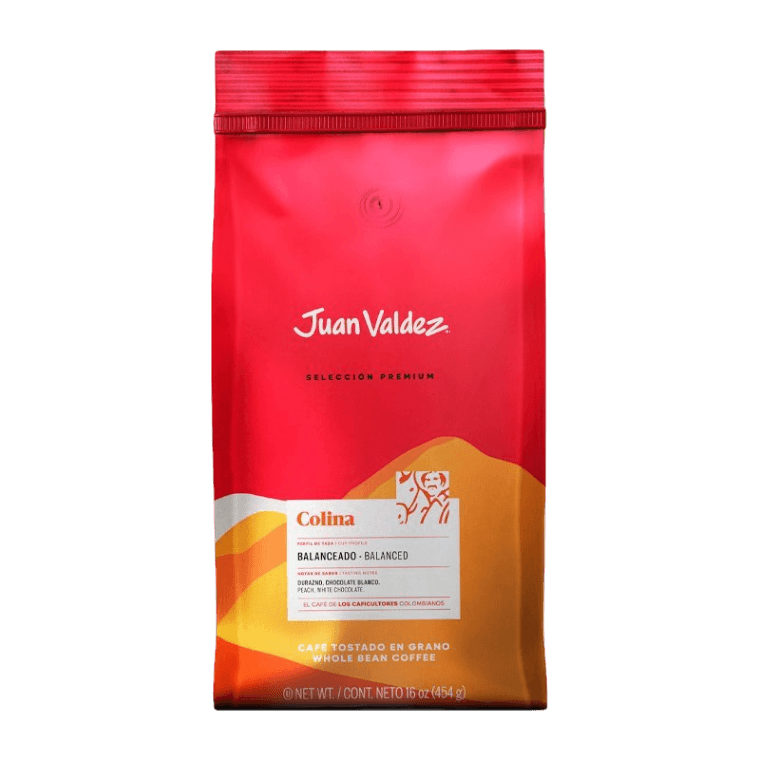 Juan Valdez
SELECCIÓN PREMIUM
Colina
PERFIL DE TAZA / CUP PROFILE
BALANCEADO - BALANCED
NOTAS DE SABOR / TASTING NOTES
DURAZNO, CHOCOLATE BLANCO.
PEACH, WHITE CHOCOLATE.
EL CAFÉ DE LOS CAFICULTORES COLOMBIANOS
CAFÉ TOSTADO EN GRANO
WHOLE BEAN COFFEE
NET WT. / CONT. NETO 16 oz (454 g)